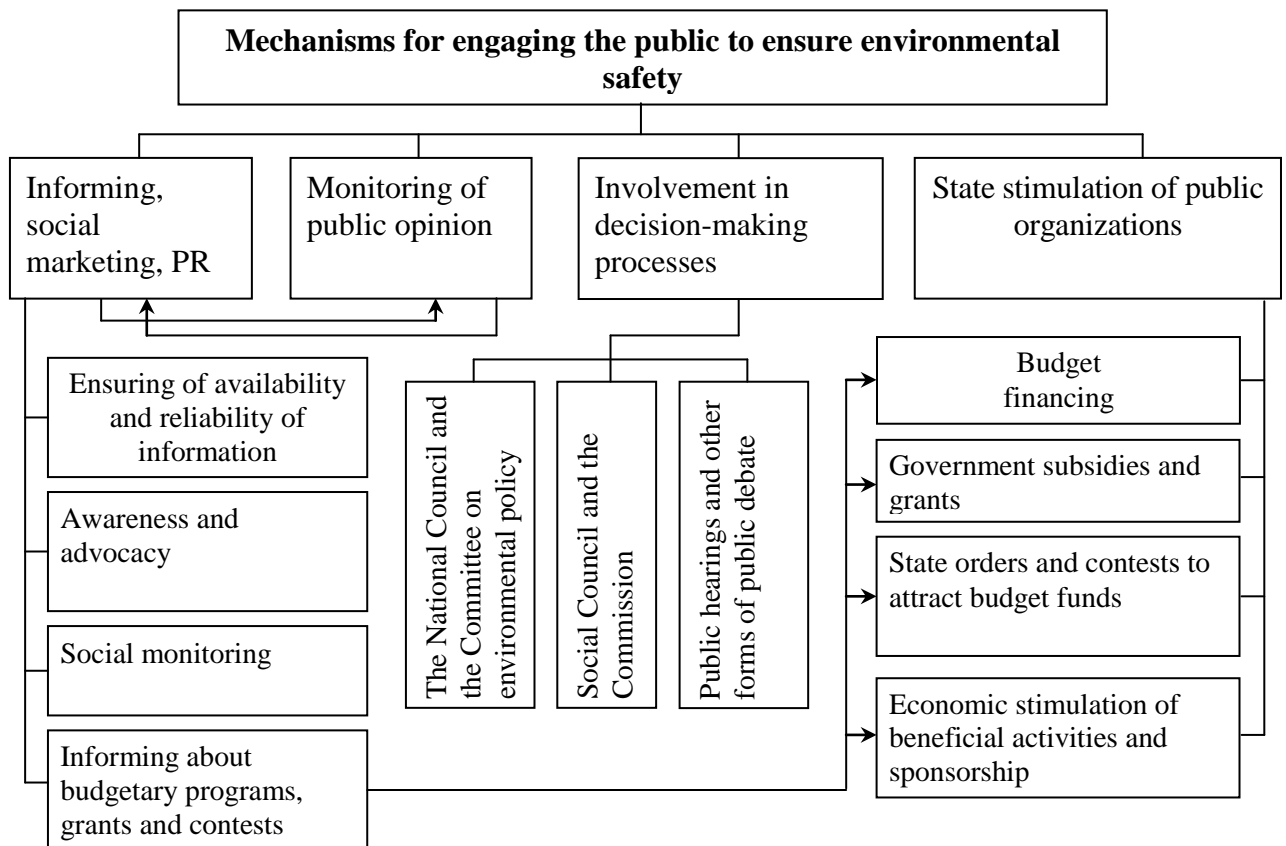 Mechanisms for engaging the public to ensure environmental
safety
Informing,
social
marketing, PR
Monitoring of
public opinion
Involvement in
decision-making
processes
State stimulation of public
organizations
Ensuring of availability
and reliability of
information
Awareness and
advocacy
Social monitoring
Informing about
budgetary programs,
grants and contests
The National Council and
the Committee on
environmental policy
Social Council and the
Commission
Public hearings and other
forms of public debate
Budget
financing
Government subsidies and
grants
State orders and contests to
attract budget funds
Economic stimulation of
beneficial activities and
sponsorship